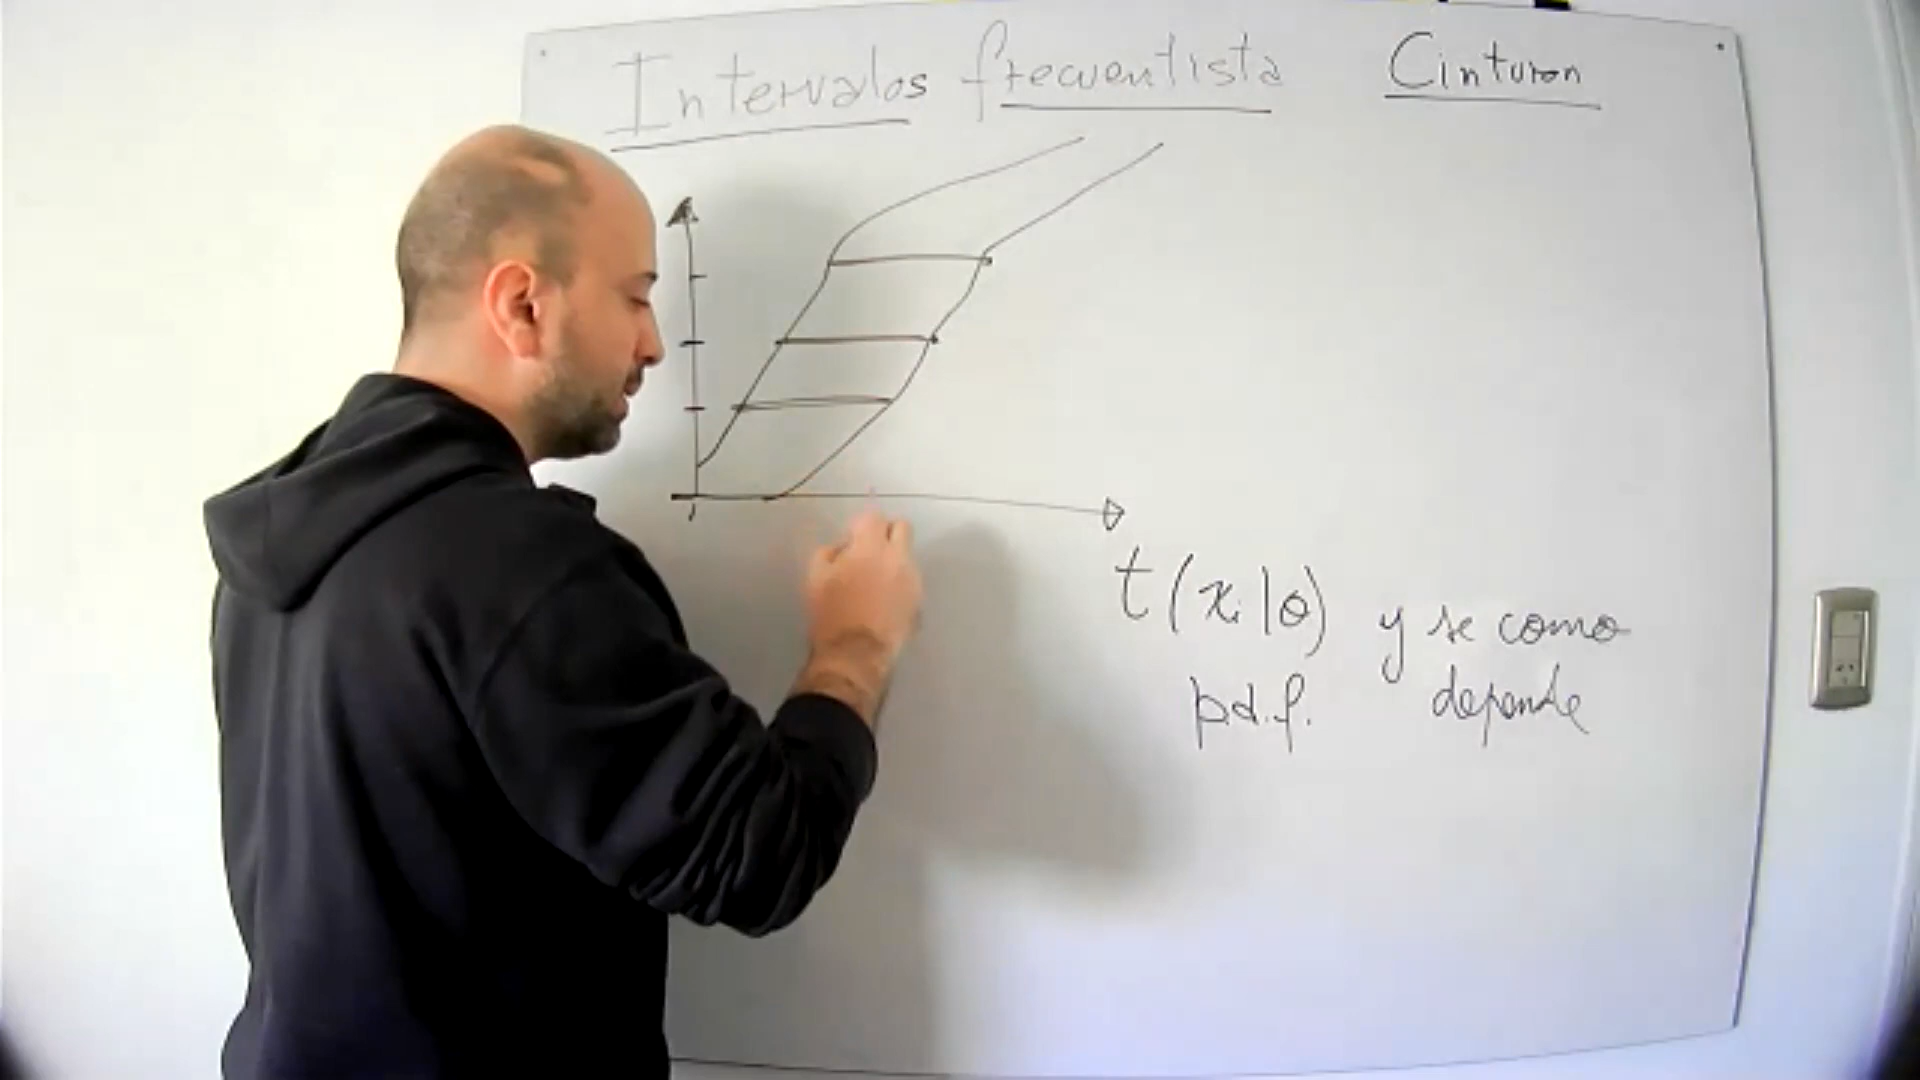 Intervalos frecuentista Cinturon
t(xi|θ) y se como
p.d.f. depende